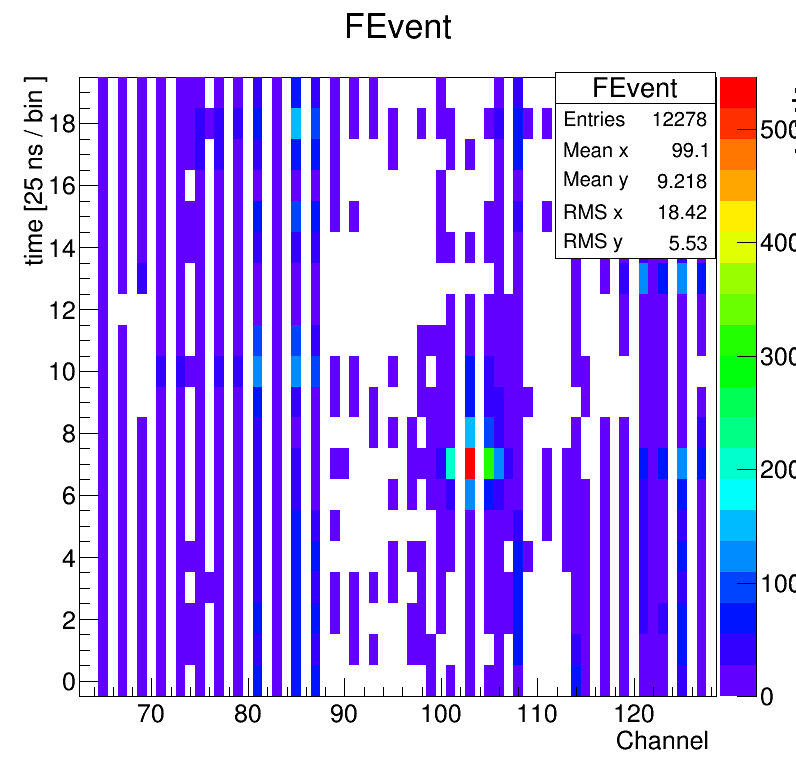 FEvent
time [25 ns / bin ]
18
16
14
12
10
8
6
4
2
0
FEvent
Entries 12278
Mean x 99.1
Mean y 9.218
RMS x 18.42
RMS y 5.53
500
400
300
200
100
0
70 80 90 100 110 120
Channel